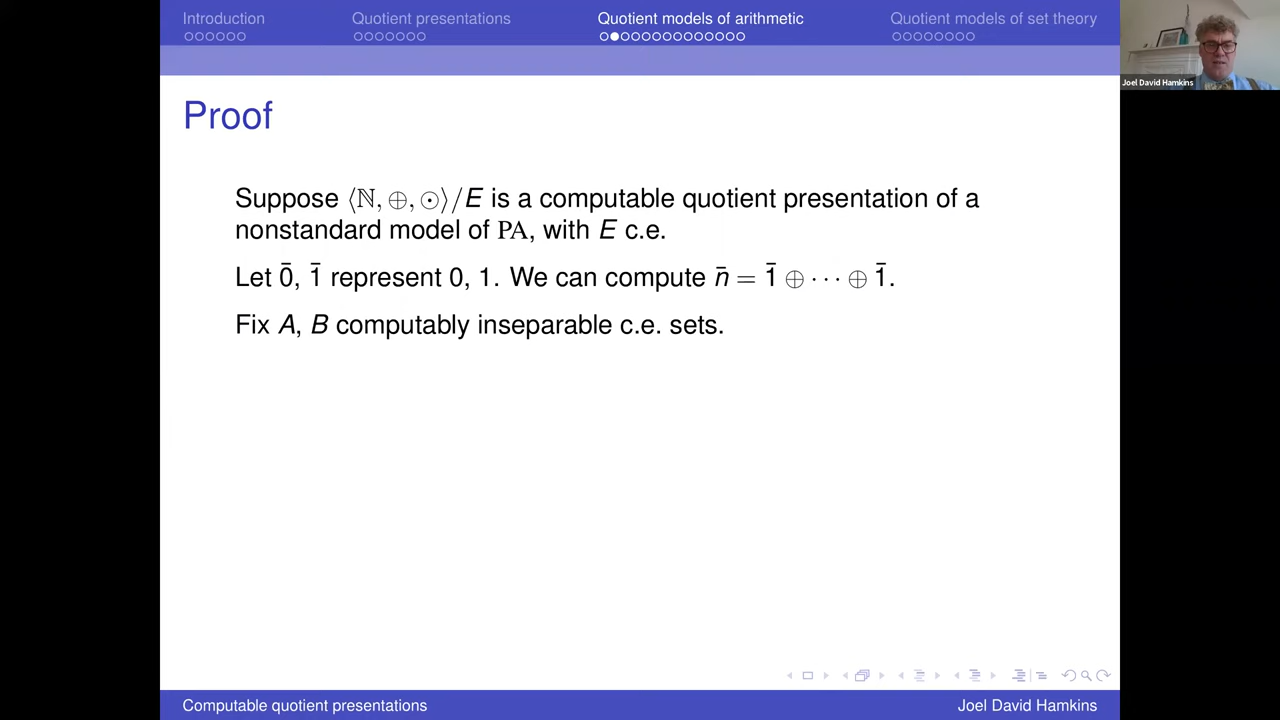 Introduction
Quotient presentations
Quotient models of arithmetic
Quotient models of set theory
Joel David Hamkins
Proof
Suppose ⟨ℕ, ⊕, ⊙⟩/E is a computable quotient presentation of a
nonstandard model of PA, with E c.e.
Let 0̄, 1̄ represent 0, 1. We can compute n̄ = 1̄ ⊕ ⋯ ⊕ 1̄.
Fix A, B computably inseparable c.e. sets.
Computable quotient presentations
Joel David Hamkins